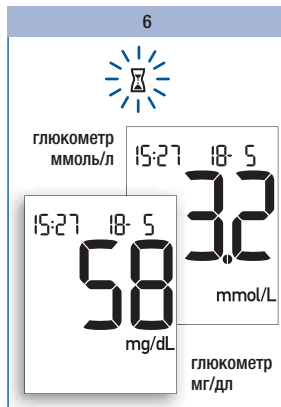 6
глюкометр
ммоль/л
15:27 18- 5
3.2
mmol/L
15:27 18- 5
58
mg/dL
глюкометр
мг/дл